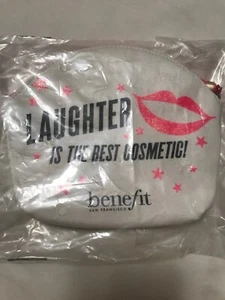 LAUGHTER
IS THE BEST COSMETIC!
benefit
SAN FRANCISCO